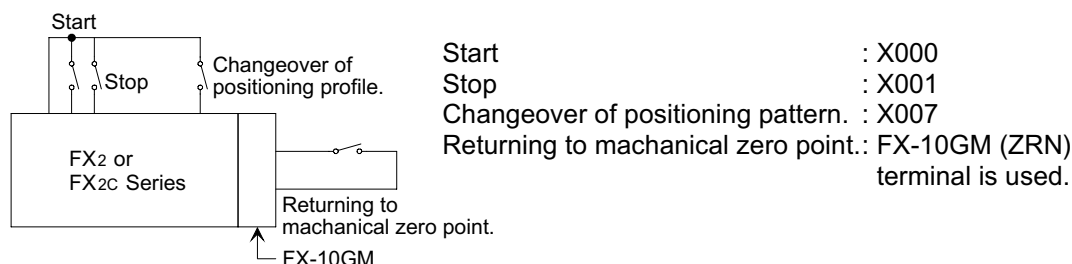 Start
Stop
Changeover of
positioning profile.
FX2 or
FX2C Series
Returning to
machanical zero point.
FX-10GM
Start : X000
Stop : X001
Changeover of positioning pattern. : X007
Returning to machanical zero point.: FX-10GM (ZRN)
terminal is used.